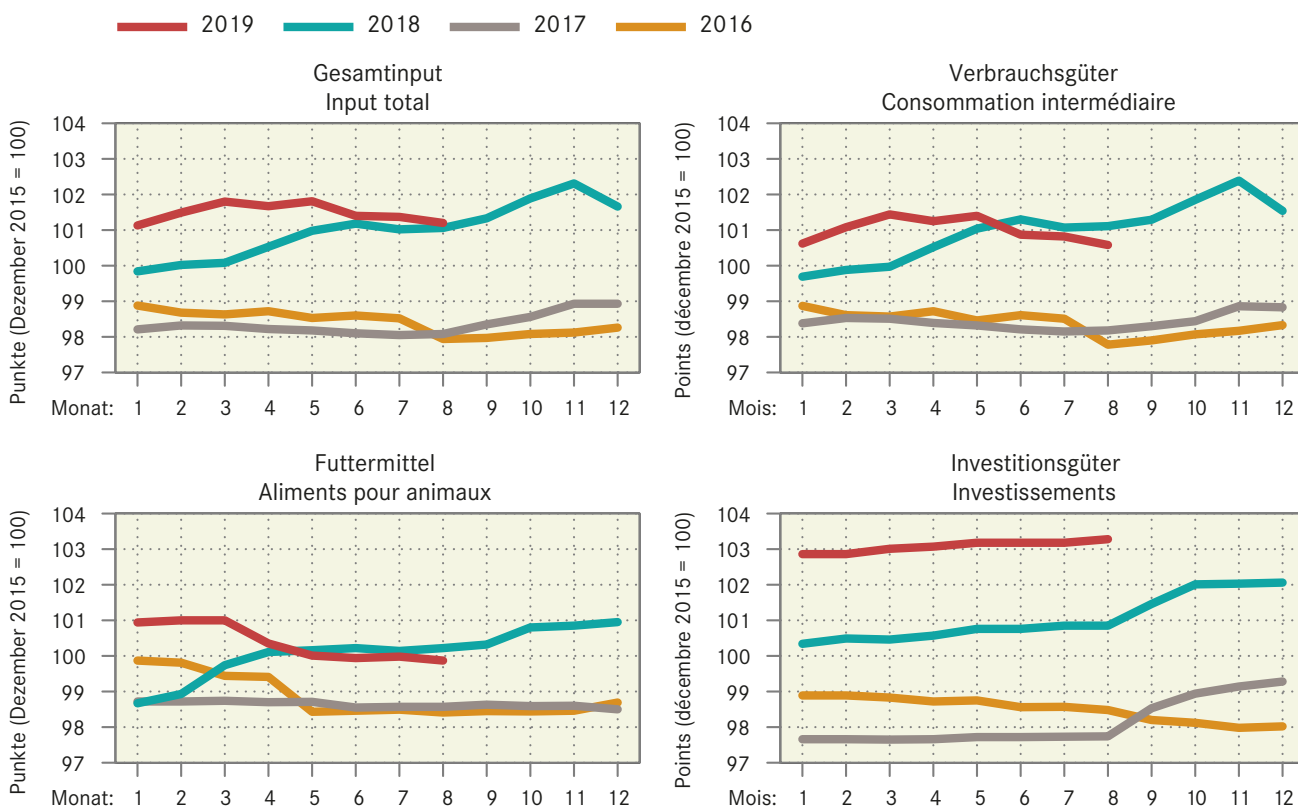 2019 2018 2017 2016
Gesamtinput
Input total
Punkte (Dezember 2015 = 100)
104
103
102
101
100
99
98
97
Monat: 1 2 3 4 5 6 7 8 9 10 11 12
Verbrauchsgüter
Consommation intermédiaire
Points (décembre 2015 = 100)
104
103
102
101
100
99
98
97
Mois: 1 2 3 4 5 6 7 8 9 10 11 12
Futtermittel
Aliments pour animaux
Punkte (Dezember 2015 = 100)
104
103
102
101
100
99
98
97
Monat: 1 2 3 4 5 6 7 8 9 10 11 12
Investitionsgüter
Investissements
Points (décembre 2015 = 100)
104
103
102
101
100
99
98
97
Mois: 1 2 3 4 5 6 7 8 9 10 11 12